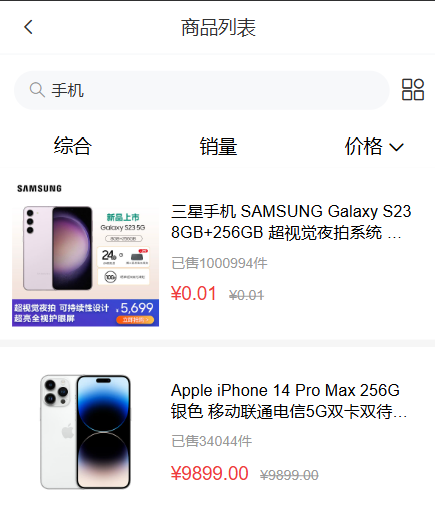 商品列表
手机
综合
销量
价格
SAMSUNG
新品上市
Galaxy S23 5G
8GB+256GB
24
100
超视觉夜拍 可持续性设计
超亮全视护眼屏
¥5,699
三星手机 SAMSUNG Galaxy S23
8GB+256GB 超视觉夜拍系统 ...
已售1000994件
¥0.01 ¥0.01
Apple iPhone 14 Pro Max 256G
银色 移动联通电信5G双卡双待...
已售34044件
¥9899.00 ¥9899.00